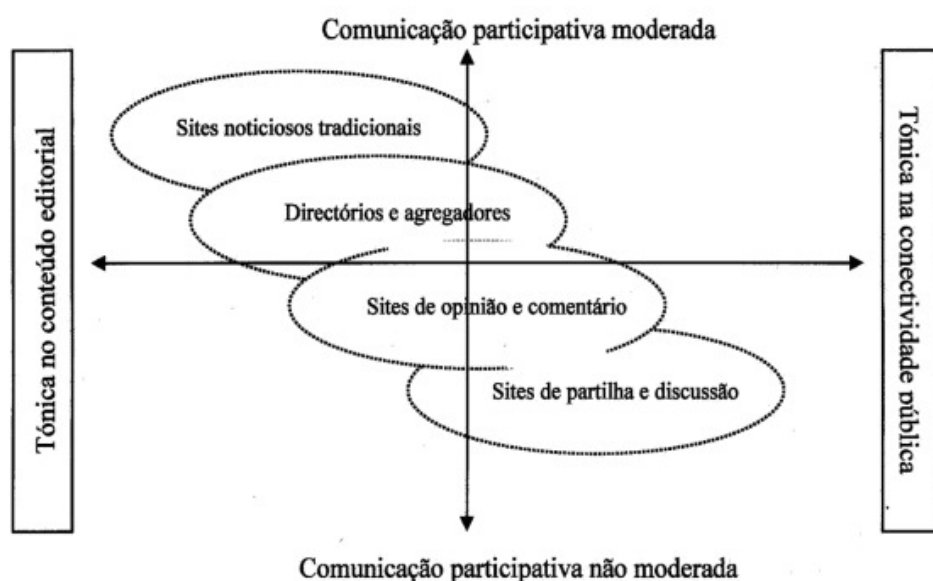 Comunicação participativa moderada
Tónica no conteúdo editorial
Sites noticiosos tradicionais
Directórios e agregadores
Sites de opinião e comentário
Sites de partilha e discussão
Tónica na conectividade pública
Comunicação participativa não moderada